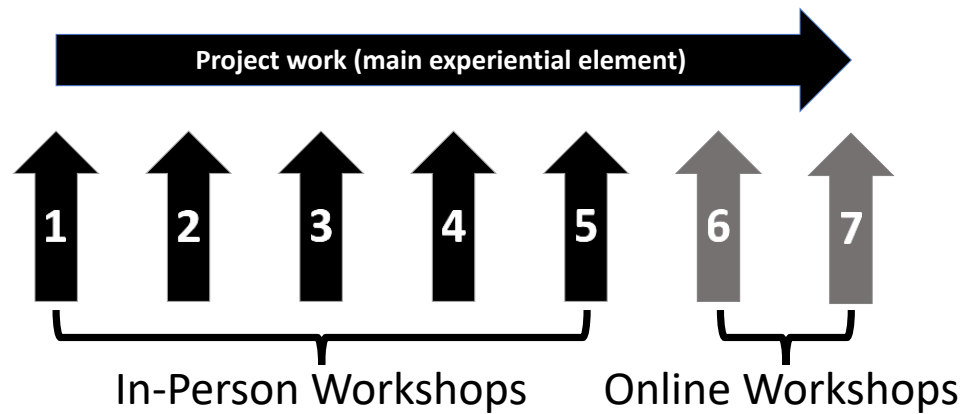 Project work (main experiential element)
1 2 3 4 5 6 7
In-Person Workshops Online Workshops